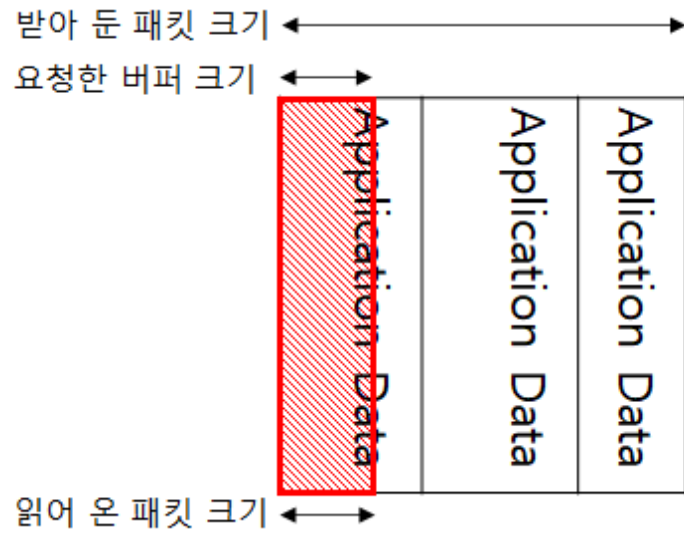 받아 둔 패킷 크기
요청한 버퍼 크기
Application Data
Application Data
Application Data
읽어 온 패킷 크기